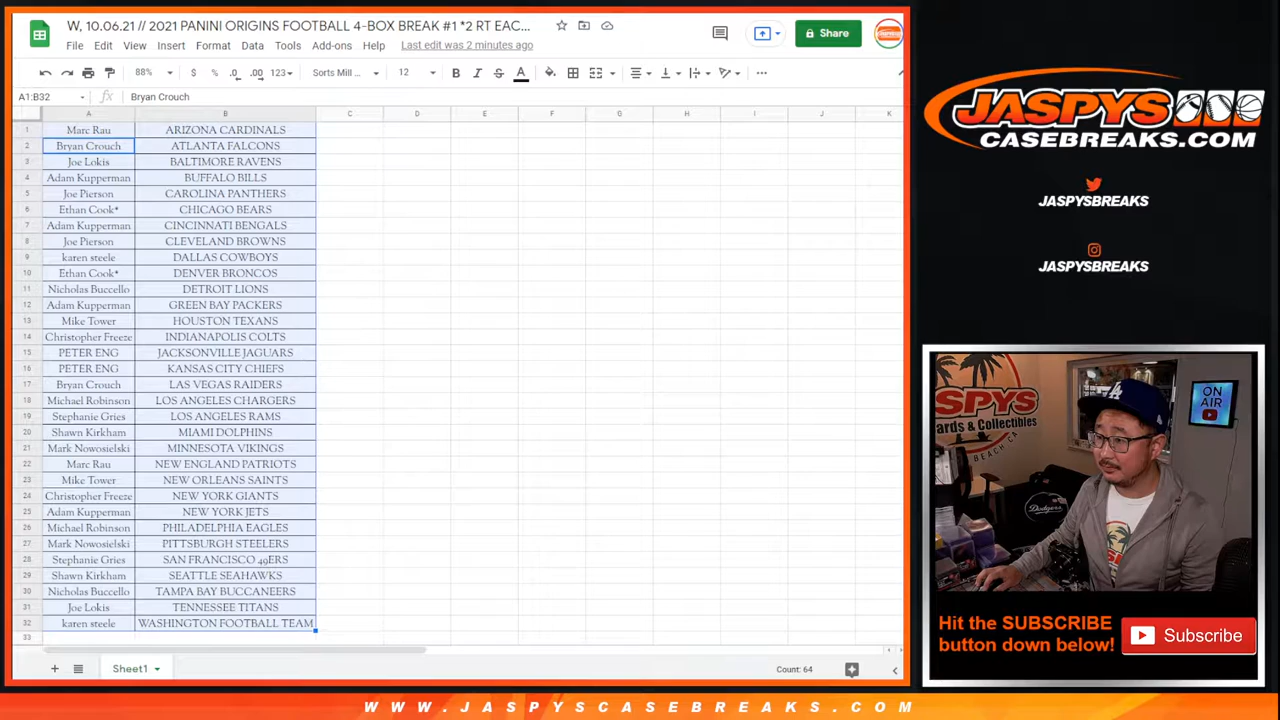 W, 10.06.21 // 2021 PANINI ORIGINS FOOTBALL 4-BOX BREAK #1 *2 RT EAC...
File Edit View Insert Format Data Tools Add-ons Help Last edit was 2 minutes ago
Share
88% $ % .0 .00 123 Sorts Mill ... 12 B I S A
A1:B32 fx Bryan Crouch
A B C D E F G H I J K
1 Marc Rau ARIZONA CARDINALS
2 Bryan Crouch ATLANTA FALCONS
3 Joe Lokis BALTIMORE RAVENS
4 Adam Kupperman BUFFALO BILLS
5 Joe Pierson CAROLINA PANTHERS
6 Ethan Cook* CHICAGO BEARS
7 Adam Kupperman CINCINNATI BENGALS
8 Joe Pierson CLEVELAND BROWNS
9 karen steele DALLAS COWBOYS
10 Ethan Cook* DENVER BRONCOS
11 Nicholas Buccello DETROIT LIONS
12 Adam Kupperman GREEN BAY PACKERS
13 Mike Tower HOUSTON TEXANS
14 Christopher Freeze INDIANAPOLIS COLTS
15 PETER ENG JACKSONVILLE JAGUARS
16 PETER ENG KANSAS CITY CHIEFS
17 Bryan Crouch LAS VEGAS RAIDERS
18 Michael Robinson LOS ANGELES CHARGERS
19 Stephanie Gries LOS ANGELES RAMS
20 Shawn Kirkham MIAMI DOLPHINS
21 Mark Nowosielski MINNESOTA VIKINGS
22 Marc Rau NEW ENGLAND PATRIOTS
23 Mike Tower NEW ORLEANS SAINTS
24 Christopher Freeze NEW YORK GIANTS
25 Adam Kupperman NEW YORK JETS
26 Michael Robinson PHILADELPHIA EAGLES
27 Mark Nowosielski PITTSBURGH STEELERS
28 Stephanie Gries SAN FRANCISCO 49ERS
29 Shawn Kirkham SEATTLE SEAHAWKS
30 Nicholas Buccello TAMPA BAY BUCCANEERS
31 Joe Lokis TENNESSEE TITANS
32 karen steele WASHINGTON FOOTBALL TEAM
33
Sheet1
Count: 64
JASPYS
CASEBREAKS.COM
JASPYSBREAKS
JASPYSBREAKS
ON
AIR
Dodgers
LA
Hit the SUBSCRIBE
button down below!
Subscribe
WWW.JASPYSCASEBREAKS.COM